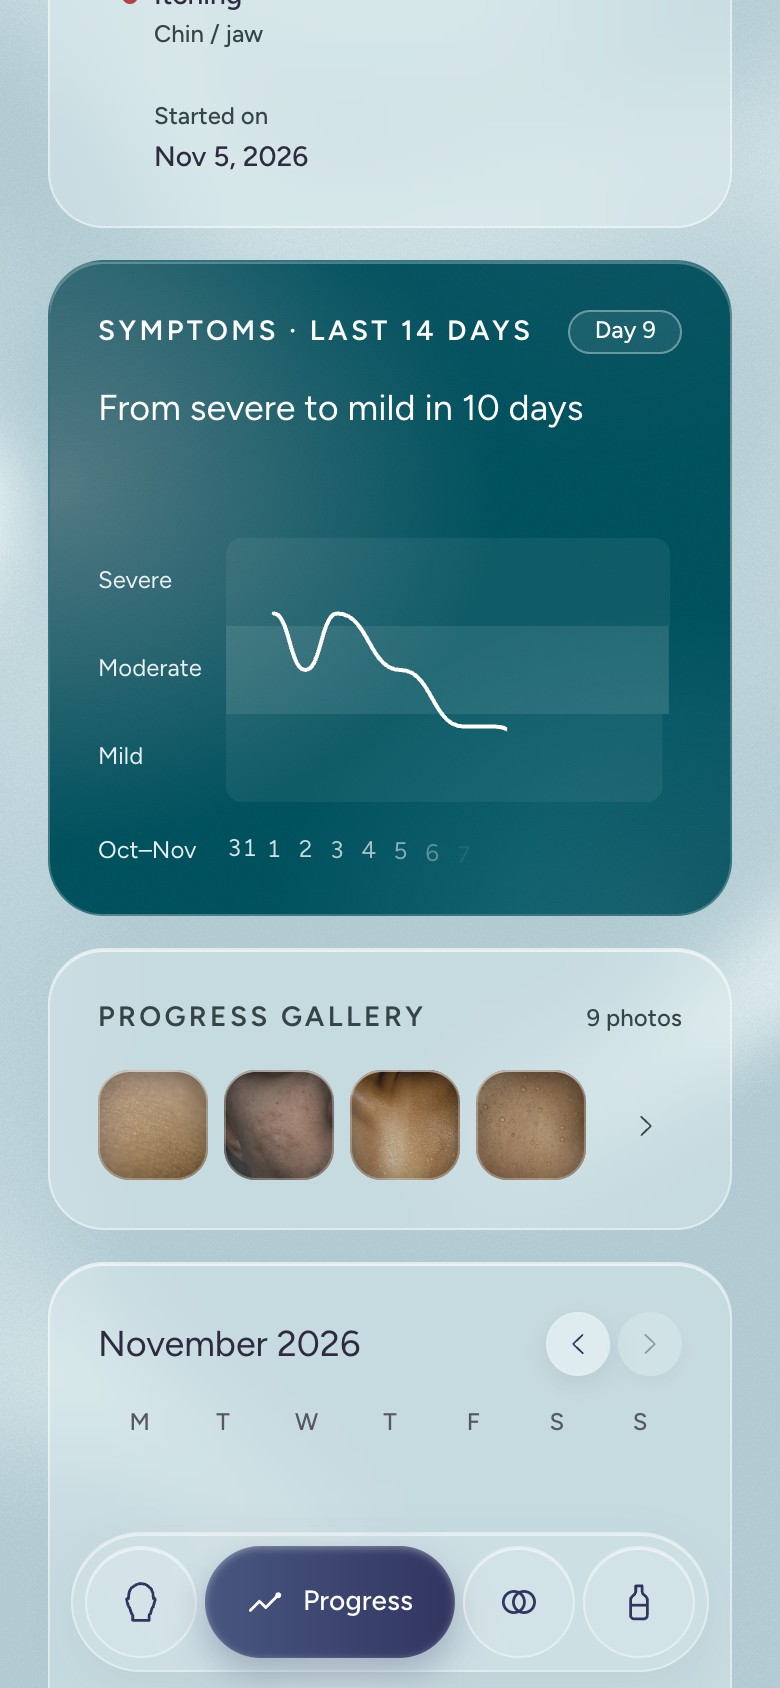 Itching
Chin / jaw
Started on
Nov 5, 2026
SYMPTOMS · LAST 14 DAYS
Day 9
From severe to mild in 10 days
Severe
Moderate
Mild
Oct–Nov 31 1 2 3 4 5 6 7
PROGRESS GALLERY
9 photos
November 2026
M T W T F S S
Progress